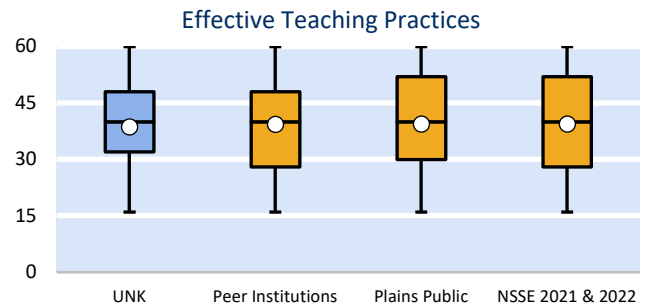 Effective Teaching Practices
60
45
30
15
0
UNK Peer Institutions Plains Public NSSE 2021 & 2022